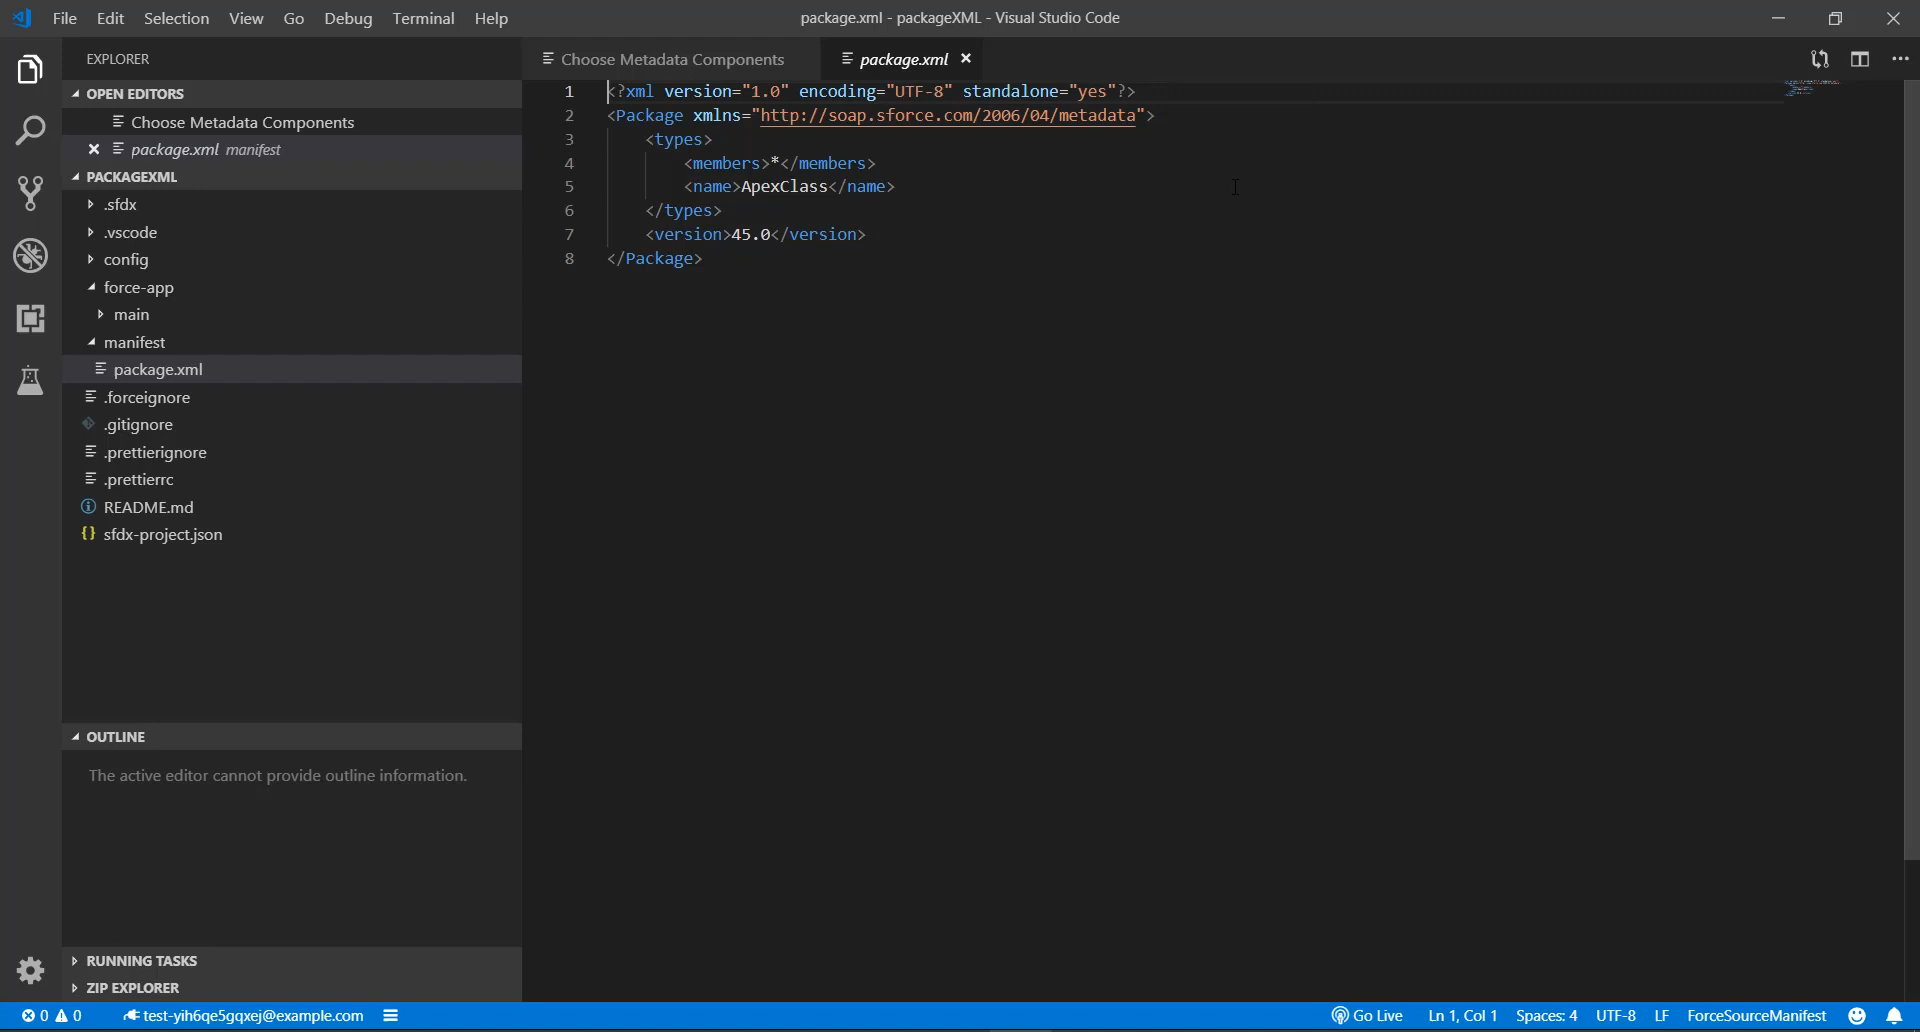 File Edit Selection View Go Debug Terminal Help
package.xml - packageXML - Visual Studio Code
EXPLORER
OPEN EDITORS
Choose Metadata Components
package.xml manifest
PACKAGEXML
.sfdx
.vscode
config
force-app
main
manifest
package.xml
.forceignore
.gitignore
.prettierignore
.prettierrc
README.md
sfdx-project.json
OUTLINE
The active editor cannot provide outline information.
RUNNING TASKS
ZIP EXPLORER
Choose Metadata Components
package.xml
1 <?xml version="1.0" encoding="UTF-8" standalone="yes"?>
2 <Package xmlns="http://soap.sforce.com/2006/04/metadata">
3 <types>
4 <members>*</members>
5 <name>ApexClass</name>
6 </types>
7 <version>45.0</version>
8 </Package>
0 0 test-yih6qe5gqxej@example.com
Go Live Ln 1, Col 1 Spaces: 4 UTF-8 LF ForceSourceManifest